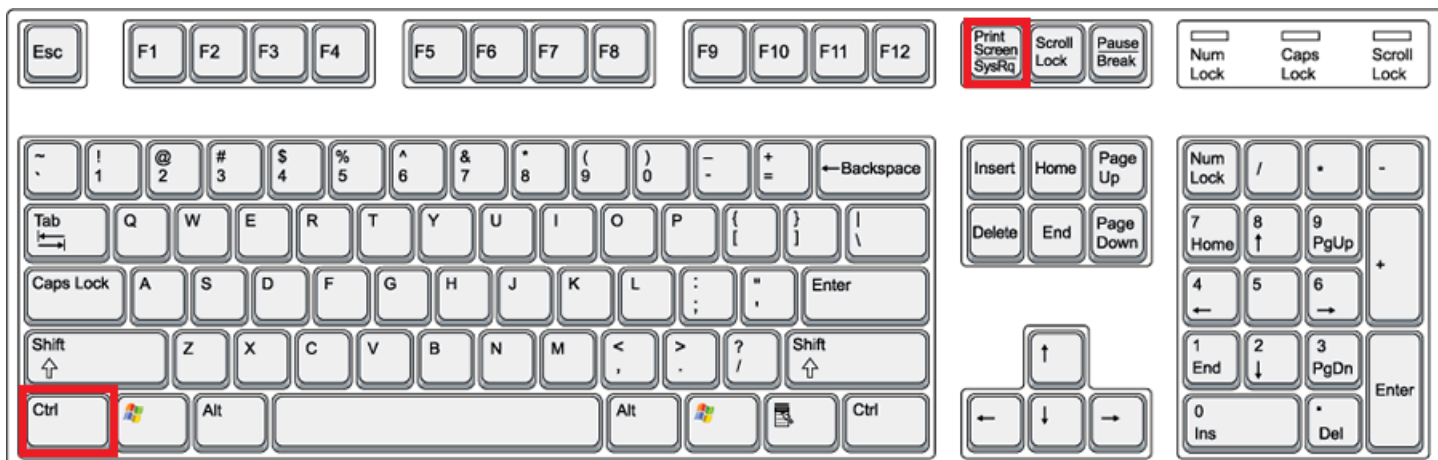 Esc F1 F2 F3 F4 F5 F6 F7 F8 F9 F10 F11 F12 Print Screen SysRq Scroll Lock Pause Break Num Lock Caps Lock Scroll Lock
~ ` ! 1 @ 2 # 3 $ 4 % 5 ^ 6 & 7 * 8 ( 9 ) 0 – - + = ←Backspace Insert Home Page Up Num Lock / • -
Tab Q W E R T Y U I O P { [ } ] | \ Delete End Page Down 7 Home 8 ↑ 9 PgUp +
Caps Lock A S D F G H J K L : ; " ' Enter 4 ← 5 6 →
Shift Z X C V B N M < , > . ? / Shift ↑ 1 End 2 ↓ 3 PgDn Enter
Ctrl Alt Alt Ctrl ← ↓ → 0 Ins • Del